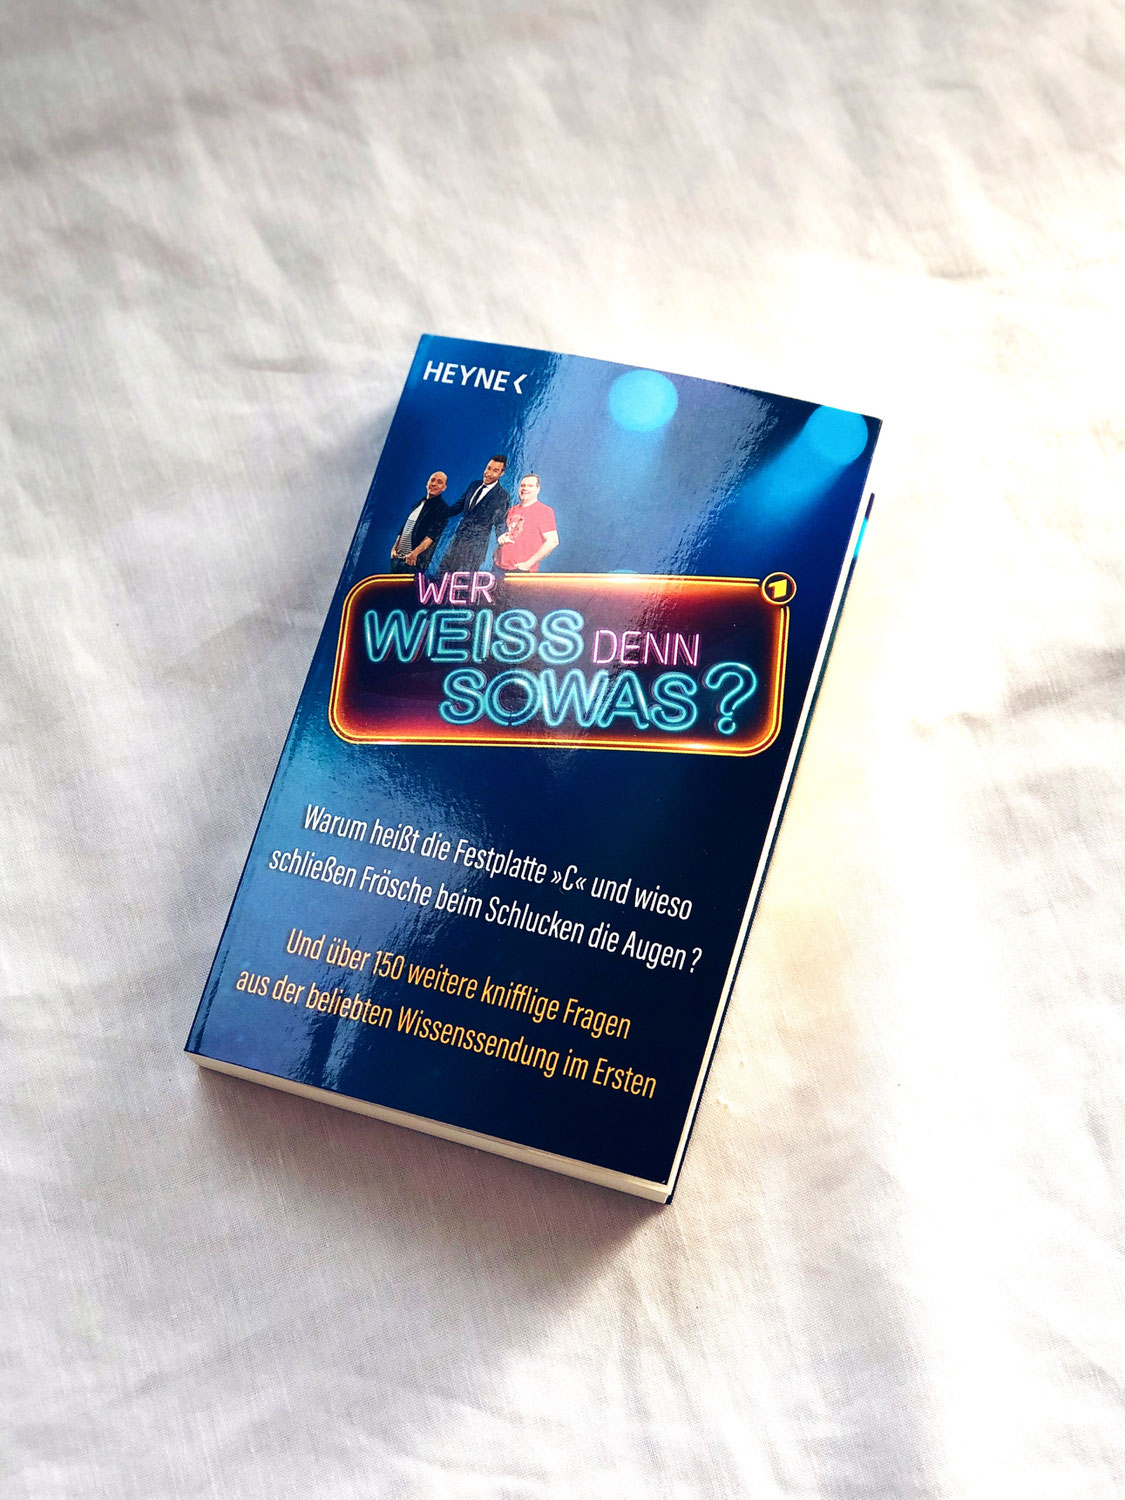 HEYNE<
1
WER
WEISS DENN
SOWAS?
Warum heißt die Festplatte »C« und wieso
schließen Frösche beim Schlucken die Augen?
Und über 150 weitere knifflige Fragen
aus der beliebten Wissenssendung im Ersten